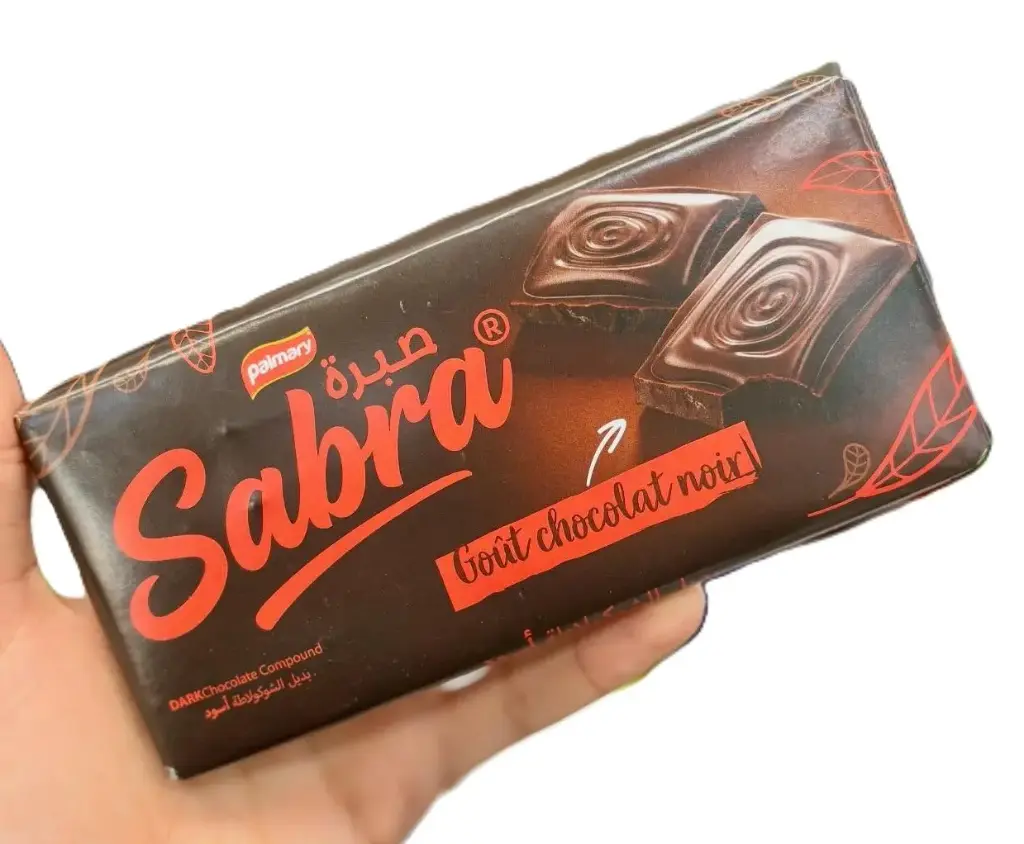 palmary
صبرة
Sabra®
Goût chocolat noir
DARKChocolate Compound
بديل الشوكولاطة أسود